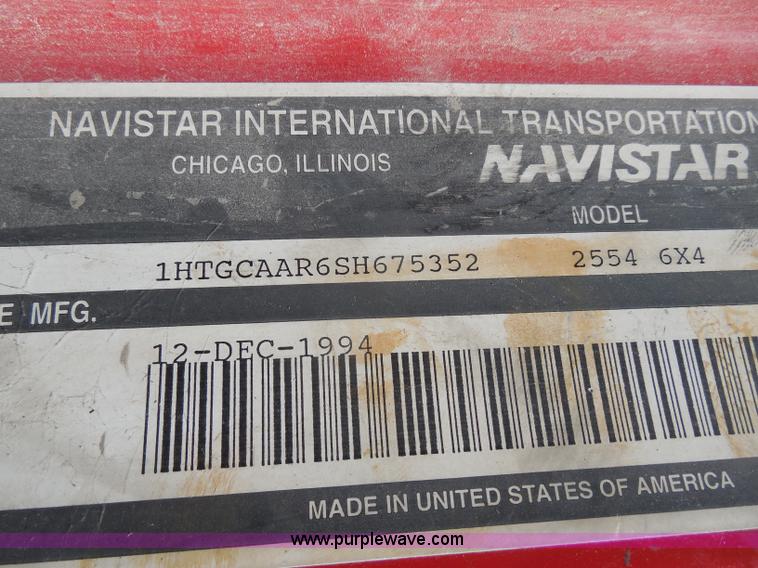 NAVISTAR INTERNATIONAL TRANSPORTATION
CHICAGO, ILLINOIS NAVISTAR
MODEL
1HTGCAAR6SH675352 2554 6X4
E MFG.
12-DEC-1994
MADE IN UNITED STATES OF AMERICA
www.purplewave.com